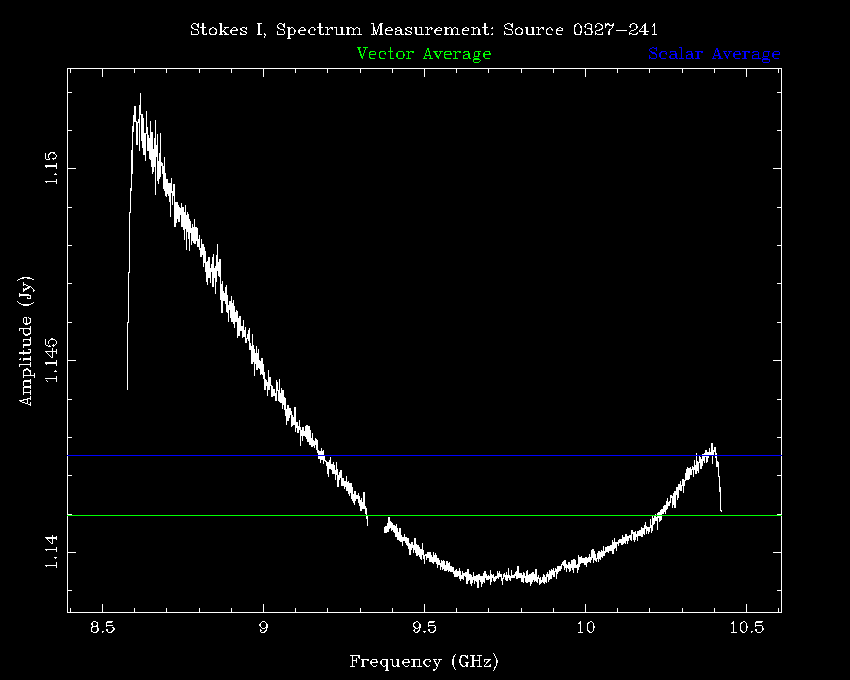 Stokes I, Spectrum Measurement: Source 0327-241
Vector Average Scalar Average
1.15
1.145
1.14
Amplitude (Jy)
8.5 9 9.5 10 10.5
Frequency (GHz)